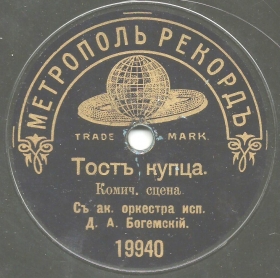 МЕТРОПОЛЬ РЕКОРДЪ
TRADE MARK.
Тостъ купца.
Комич. сцена
Съ ак. оркестра исп.
Д. А. Богемскій.
19940